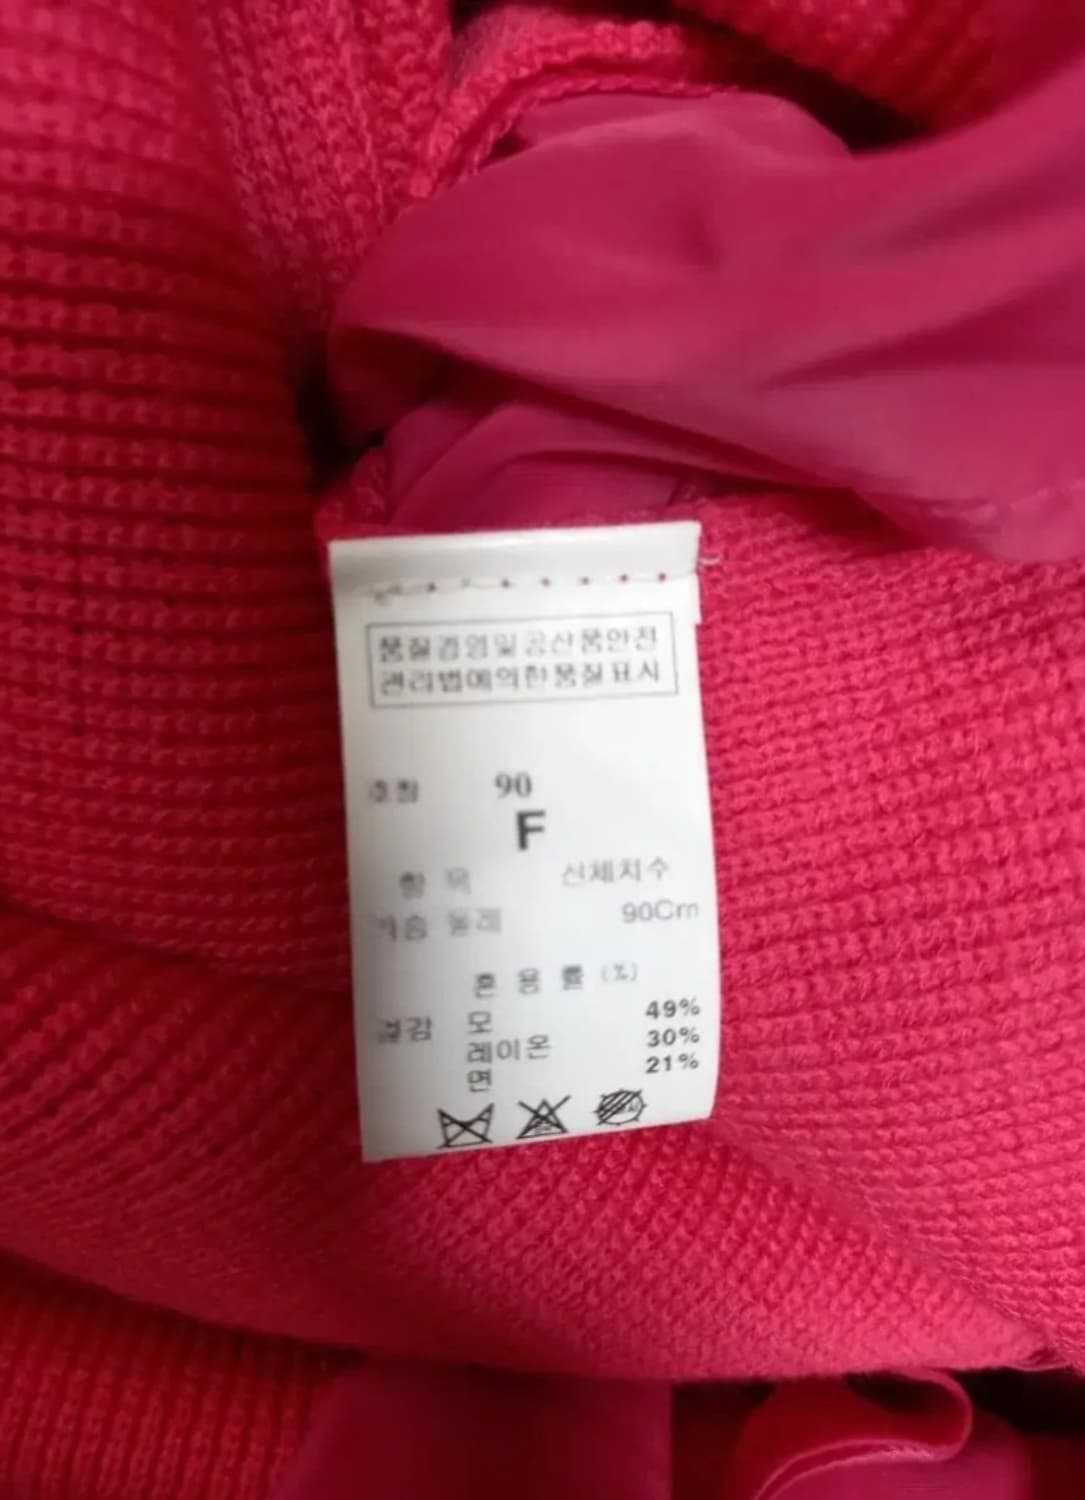 품질경영및공산품안전
관리법에의한품질표시
호칭 90
F
항 목 신체치수
가슴 둘레 90Cm
혼 용 률 (%)
겉감 모 49%
레이온 30%
면 21%